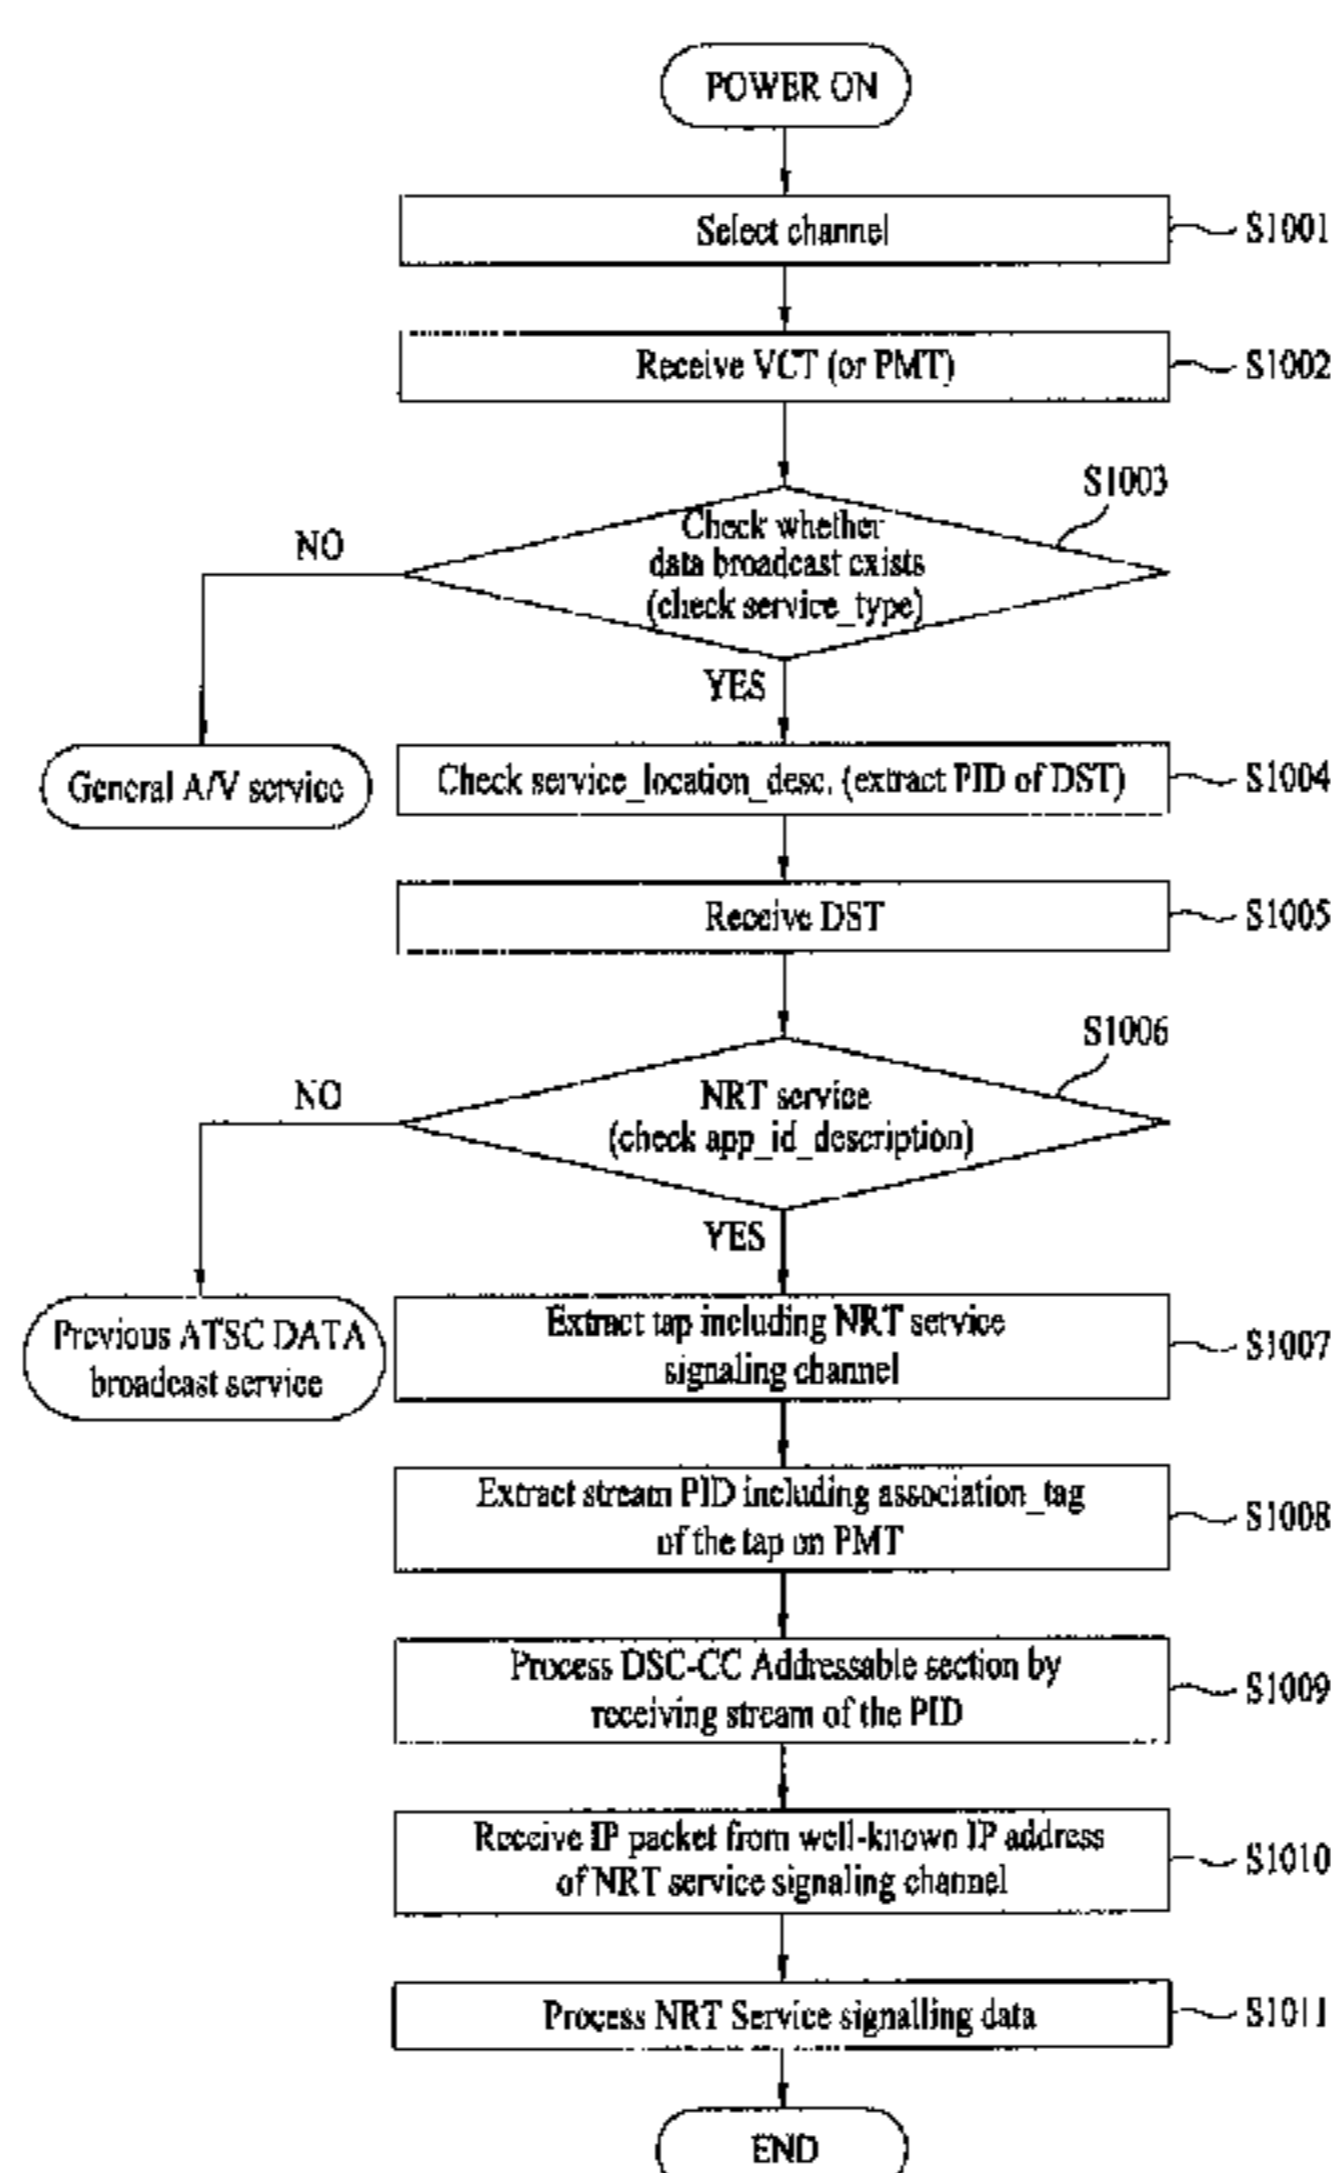 POWER ON
Select channel
S1001
Receive VCT (or PMT)
S1002
S1003
Check whether
data broadcast exists
(check service_type)
NO
YES
General A/V service
Check service_location_desc. (extract PID of DST)
S1004
Receive DST
S1005
S1006
NRT service
(check app_id_description)
NO
YES
Previous ATSC DATA
broadcast service
Extract tap including NRT service
signaling channel
S1007
Extract stream PID including association_tag
of the tap on PMT
S1008
Process DSC-CC Addressable section by
receiving stream of the PID
S1009
Receive IP packet from well-known IP address
of NRT service signaling channel
S1010
Process NRT Service signalling data
S1011
END